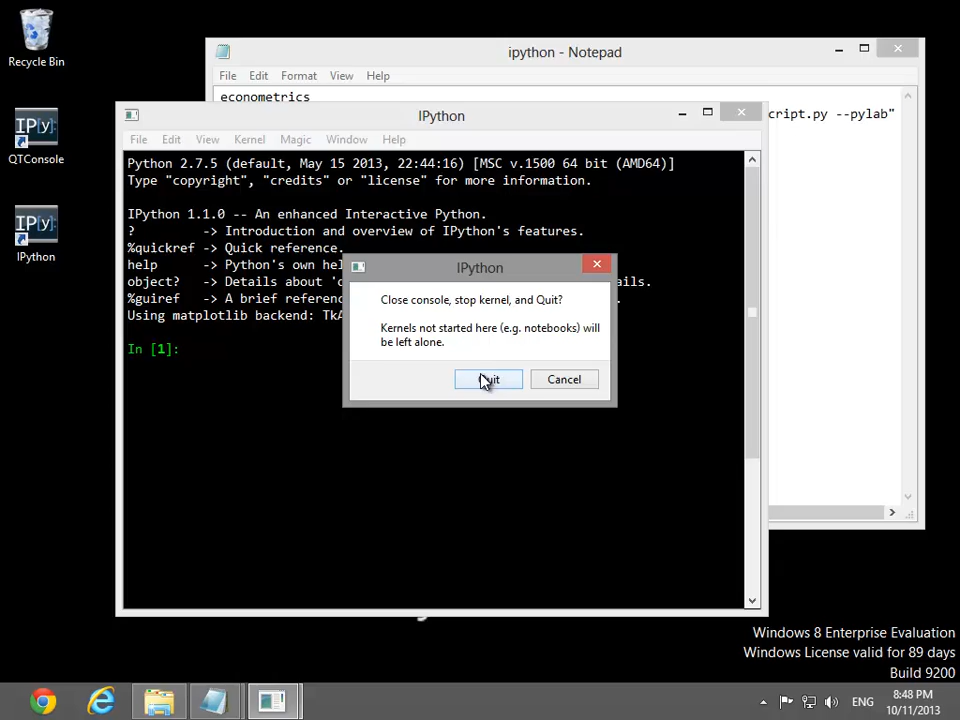 Recycle Bin
IP[y]:
QTConsole
IP[y]:
IPython
ipython - Notepad
File Edit Format View Help
econometrics
cript.py --pylab"
IPython
File Edit View Kernel Magic Window Help
Python 2.7.5 (default, May 15 2013, 22:44:16) [MSC v.1500 64 bit (AMD64)]
Type "copyright", "credits" or "license" for more information.
IPython 1.1.0 -- An enhanced Interactive Python.
? -> Introduction and overview of IPython's features.
%quickref -> Quick reference.
help -> Python's own hel
object? -> Details about 'o ails.
%guiref -> A brief referenc
Using matplotlib backend: TkA
In [1]:
IPython
Close console, stop kernel, and Quit?
Kernels not started here (e.g. notebooks) will
be left alone.
Quit Cancel
Windows 8 Enterprise Evaluation
Windows License valid for 89 days
Build 9200
ENG
8:48 PM
10/11/2013